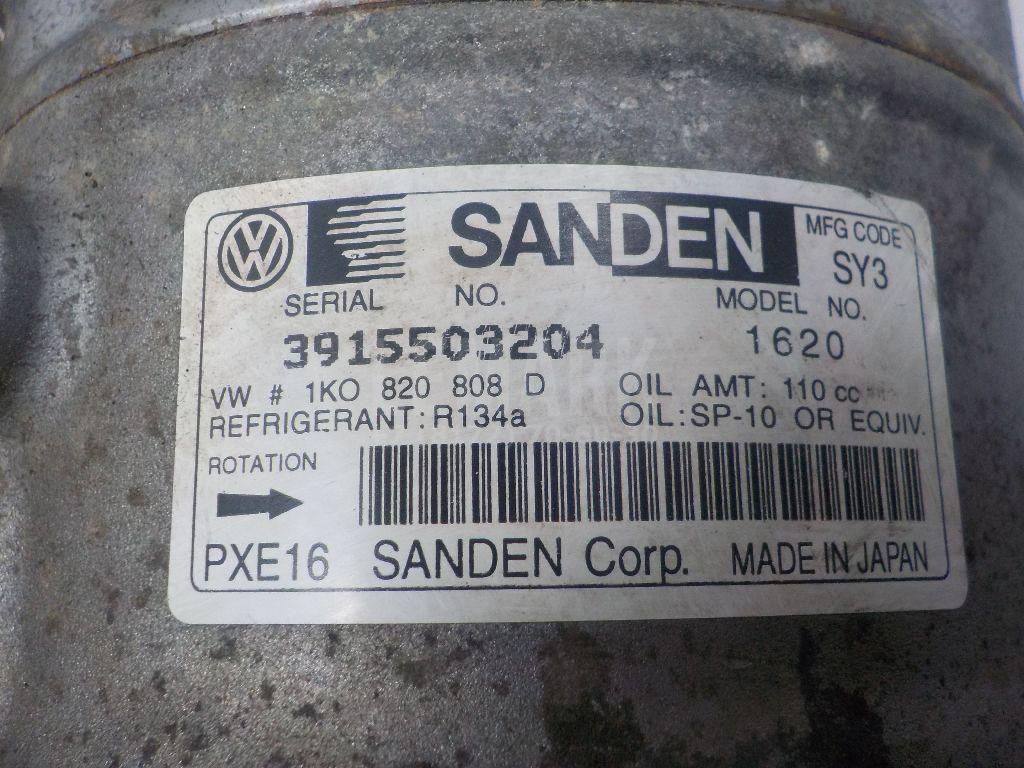 SANDEN MFG CODE
SY3
SERIAL NO. MODEL NO.
3915503204 1620
VW # 1KO 820 808 D OIL AMT: 110 cc
REFRIGERANT: R134a OIL: SP-10 OR EQUIV.
ROTATION
PXE16 SANDEN Corp. MADE IN JAPAN